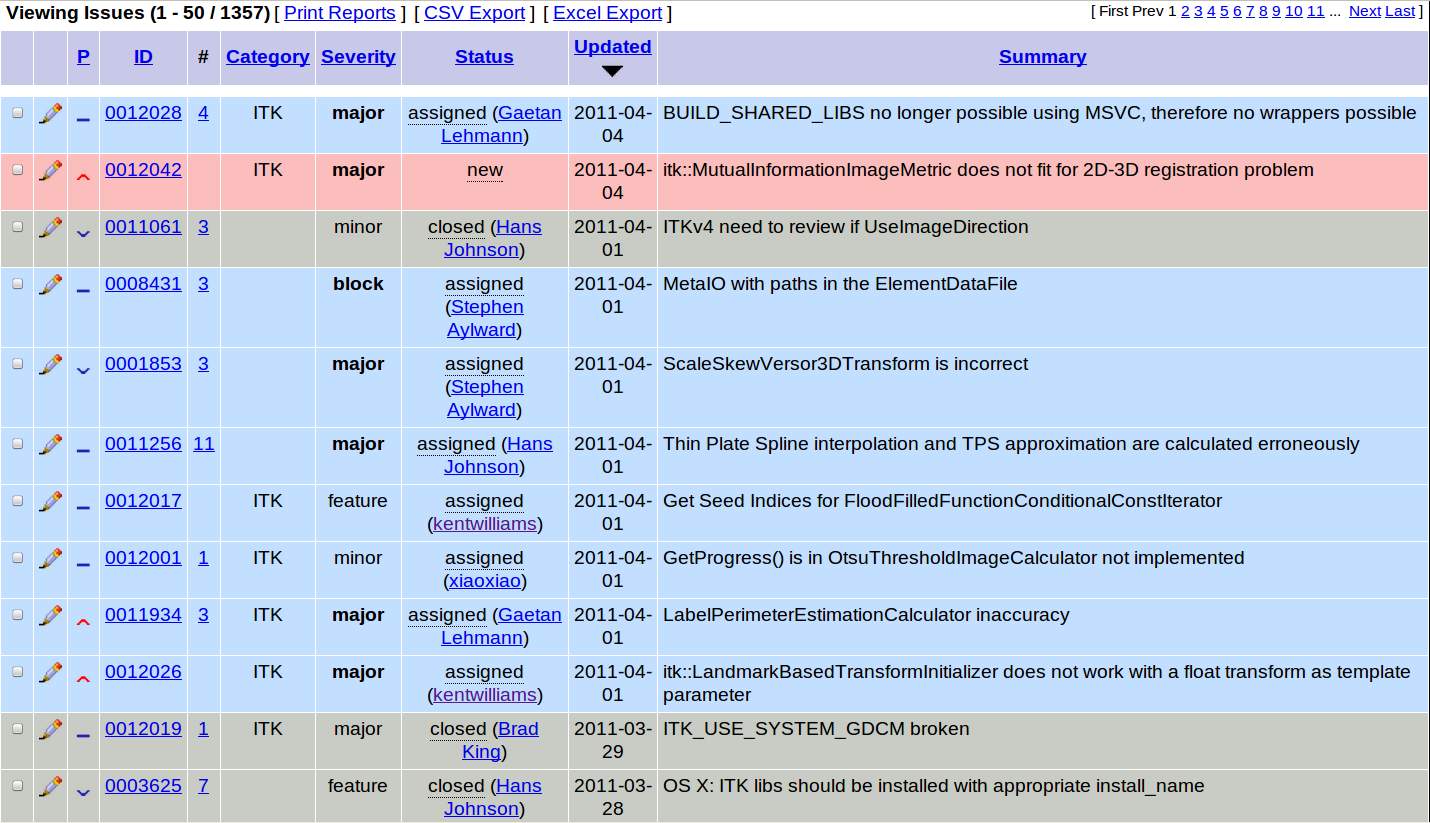 Viewing Issues (1 - 50 / 1357) [ Print Reports ] [ CSV Export ] [ Excel Export ] [ First Prev 1 2 3 4 5 6 7 8 9 10 11 ... Next Last ]
P ID # Category Severity Status Updated Summary
0012028 4 ITK major assigned (Gaetan Lehmann) 2011-04-04 BUILD_SHARED_LIBS no longer possible using MSVC, therefore no wrappers possible
0012042 ITK major new 2011-04-04 itk::MutualInformationImageMetric does not fit for 2D-3D registration problem
0011061 3 minor closed (Hans Johnson) 2011-04-01 ITKv4 need to review if UseImageDirection
0008431 3 block assigned (Stephen Aylward) 2011-04-01 MetaIO with paths in the ElementDataFile
0001853 3 major assigned (Stephen Aylward) 2011-04-01 ScaleSkewVersor3DTransform is incorrect
0011256 11 major assigned (Hans Johnson) 2011-04-01 Thin Plate Spline interpolation and TPS approximation are calculated erroneously
0012017 ITK feature assigned (kentwilliams) 2011-04-01 Get Seed Indices for FloodFilledFunctionConditionalConstIterator
0012001 1 ITK minor assigned (xiaoxiao) 2011-04-01 GetProgress() is in OtsuThresholdImageCalculator not implemented
0011934 3 ITK major assigned (Gaetan Lehmann) 2011-04-01 LabelPerimeterEstimationCalculator inaccuracy
0012026 ITK major assigned (kentwilliams) 2011-04-01 itk::LandmarkBasedTransformInitializer does not work with a float transform as template parameter
0012019 1 ITK major closed (Brad King) 2011-03-29 ITK_USE_SYSTEM_GDCM broken
0003625 7 feature closed (Hans Johnson) 2011-03-28 OS X: ITK libs should be installed with appropriate install_name